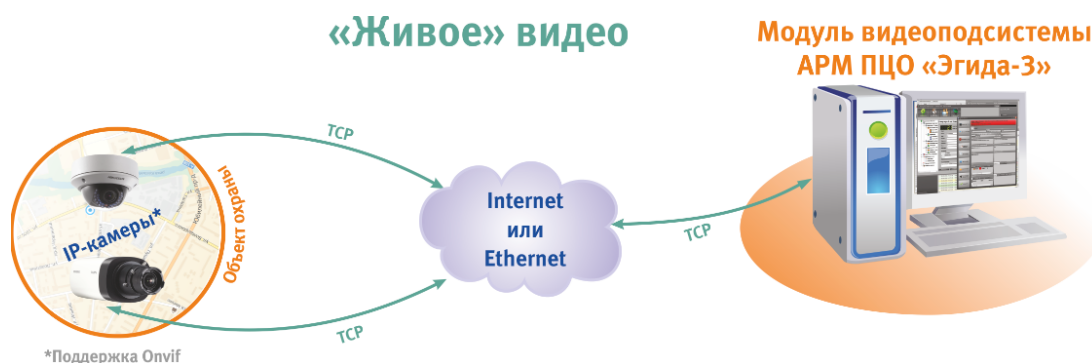 «Живое» видео
Модуль видеоподсистемы
АРМ ПЦО «Эгида-3»
TCP
IP-камеры*
Объект охраны
Internet
или
Ethernet
TCP
TCP
*Поддержка Onvif